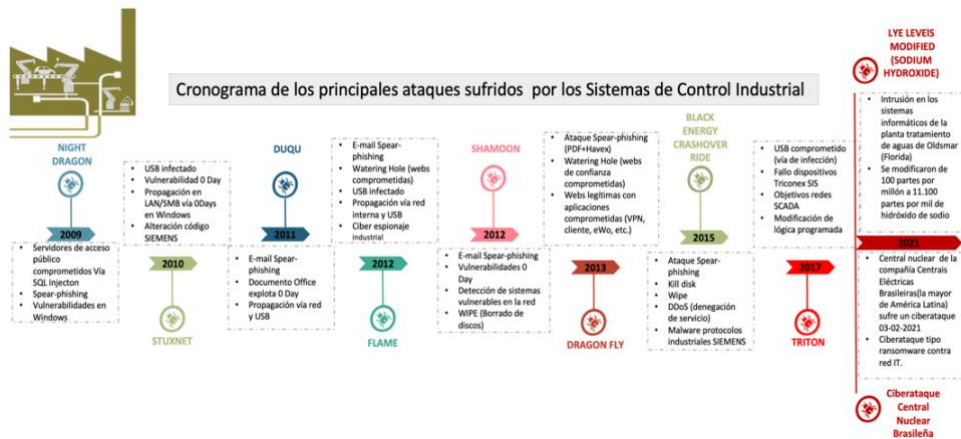 Cronograma de los principales ataques sufridos por los Sistemas de Control Industrial
NIGHT
DRAGON
2009
Servidores de acceso
público
comprometidos Vía
SQL Injecton
Spear-phishing
Vulnerabilidades en
Windows
USB infectado
Vulnerabilidad 0 Day
Propagación en
LAN/SMB vía 0Days
en Windows
Alteración código
SIEMENS
2010
STUXNET
DUQU
2011
E-mail Spear-
phishing
Documento Office
explota 0 Day
Propagación vía red
y USB
E-mail Spear-
phishing
Watering Hole (webs
comprometidas)
USB infectado
Propagación vía red
interna y USB
Ciber espionaje
industrial
2012
FLAME
SHAMOON
2012
E-mail Spear-phishing
Vulnerabilidades 0
Day
Detección de sistemas
vulnerables en la red
WIPE (Borrado de
discos)
Ataque Spear-phishing
(PDF+Havex)
Watering Hole (webs
de confianza
comprometidas)
Webs legítimas con
aplicaciones
comprometidas (VPN,
cliente, eWo, etc.)
2013
DRAGON FLY
BLACK
ENERGY
CRASHOVER
RIDE
2015
Ataque Spear-
phishing
Kill disk
Wipe
DDoS (denegación
de servicio)
Malware protocolos
industriales SIEMENS
USB comprometido
(vía de infección)
Fallo dispositivos
Triconex SIS
Objetivos redes
SCADA
Modificación de
lógica programada
2017
TRITON
LYE LEVELS
MODIFIED
(SODIUM
HYDROXIDE)
Intrusión en los
sistemas
informáticos de la
planta tratamiento
de aguas de Oldsmar
(Florida)
Se modificaron de
100 partes por
millón a 11.100
partes por mil de
hidróxido de sodio
2021
Central nuclear de la
compañía Centrais
Eléctricas
Brasileiras(la mayor
de América Latina)
sufre un ciberataque
03-02-2021
Ciberataque tipo
ransomware contra
red IT.
Ciberataque
Central
Nuclear
Brasileña